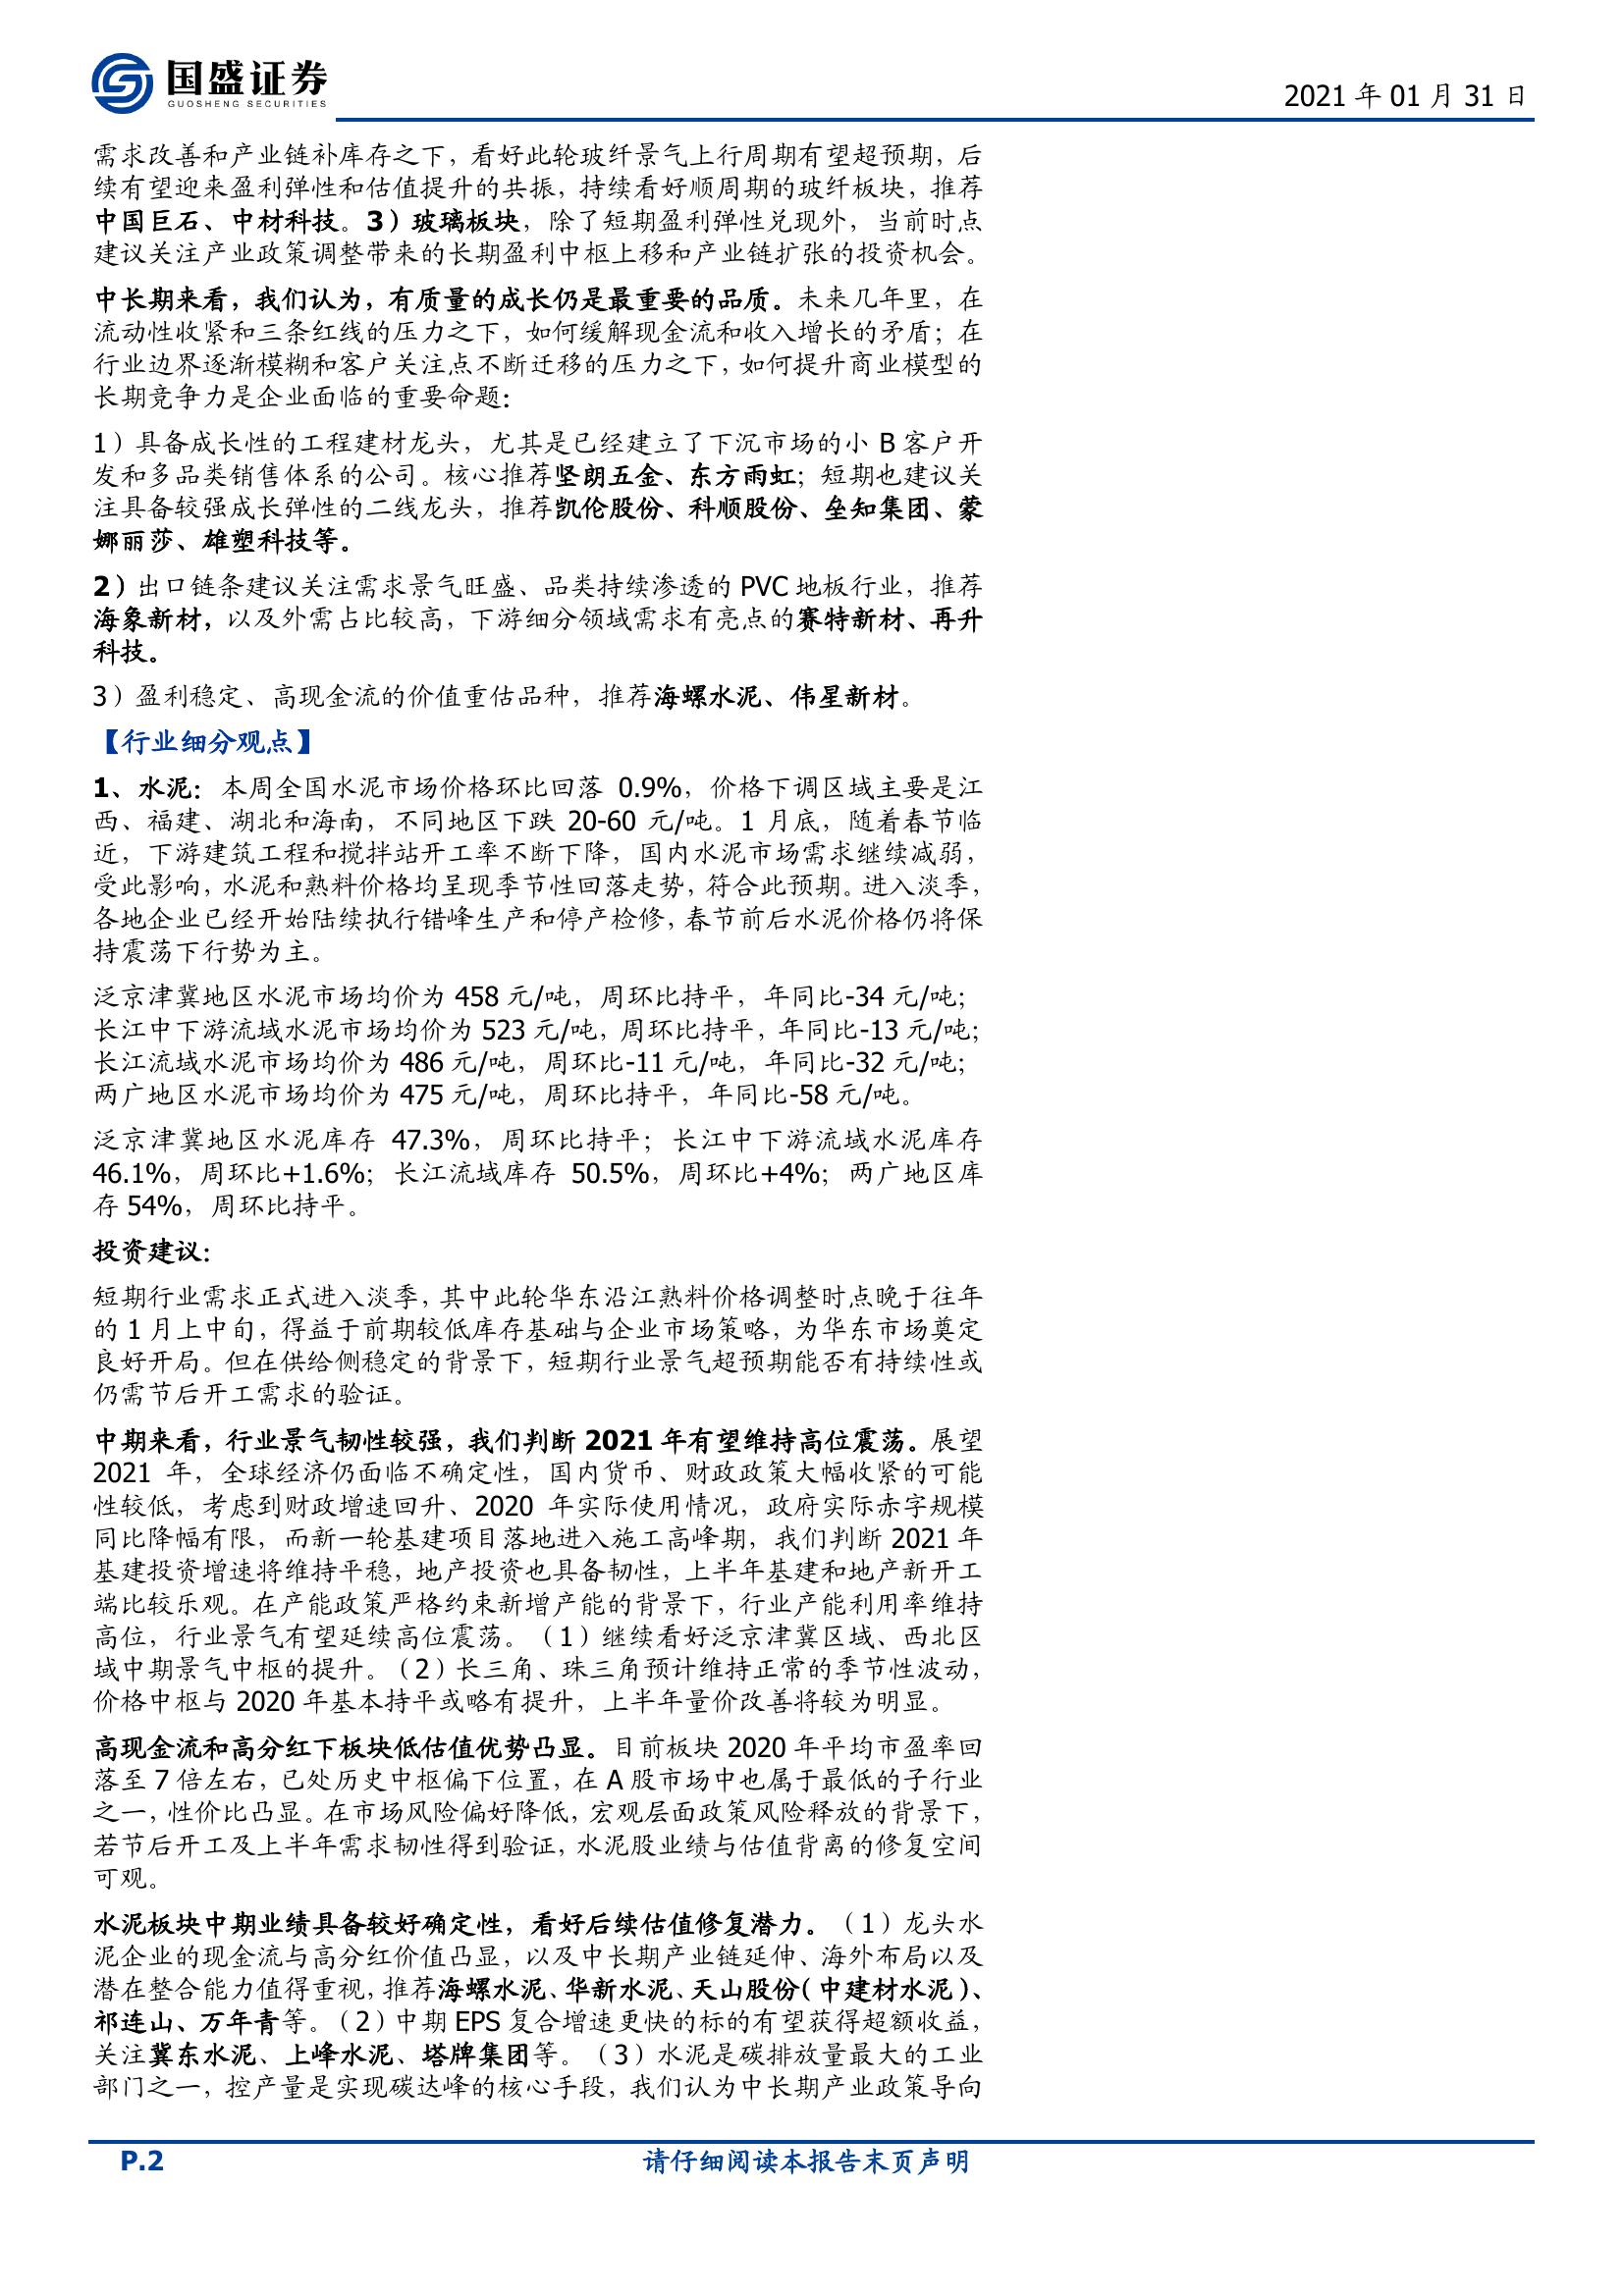 国盛证券
GUOSHENG SECURITIES
2021 年 01 月 31 日
需求改善和产业链补库存之下，看好此轮玻纤景气上行周期有望超预期，后
续有望迎来盈利弹性和估值提升的共振，持续看好顺周期的玻纤板块，推荐
中国巨石、中材科技。3）玻璃板块，除了短期盈利弹性兑现外，当前时点
建议关注产业政策调整带来的长期盈利中枢上移和产业链扩张的投资机会。
中长期来看，我们认为，有质量的成长仍是最重要的品质。未来几年里，在
流动性收紧和三条红线的压力之下，如何缓解现金流和收入增长的矛盾；在
行业边界逐渐模糊和客户关注点不断迁移的压力之下，如何提升商业模型的
长期竞争力是企业面临的重要命题：
1）具备成长性的工程建材龙头，尤其是已经建立了下沉市场的小 B 客户开
发和多品类销售体系的公司。核心推荐坚朗五金、东方雨虹；短期也建议关
注具备较强成长弹性的二线龙头，推荐凯伦股份、科顺股份、垒知集团、蒙
娜丽莎、雄塑科技等。
2）出口链条建议关注需求景气旺盛、品类持续渗透的 PVC 地板行业，推荐
海象新材，以及外需占比较高，下游细分领域需求有亮点的赛特新材、再升
科技。
3）盈利稳定、高现金流的价值重估品种，推荐海螺水泥、伟星新材。
【行业细分观点】
1、水泥：本周全国水泥市场价格环比回落 0.9%，价格下调区域主要是江
西、福建、湖北和海南，不同地区下跌 20-60 元/吨。1 月底，随着春节临
近，下游建筑工程和搅拌站开工率不断下降，国内水泥市场需求继续减弱，
受此影响，水泥和熟料价格均呈现季节性回落走势，符合此预期。进入淡季，
各地企业已经开始陆续执行错峰生产和停产检修，春节前后水泥价格仍将保
持震荡下行势为主。
泛京津冀地区水泥市场均价为 458 元/吨，周环比持平，年同比-34 元/吨；
长江中下游流域水泥市场均价为 523 元/吨，周环比持平，年同比-13 元/吨；
长江流域水泥市场均价为 486 元/吨，周环比-11 元/吨，年同比-32 元/吨；
两广地区水泥市场均价为 475 元/吨，周环比持平，年同比-58 元/吨。
泛京津冀地区水泥库存 47.3%，周环比持平；长江中下游流域水泥库存
46.1%，周环比+1.6%；长江流域库存 50.5%，周环比+4%；两广地区库
存 54%，周环比持平。
投资建议：
短期行业需求正式进入淡季，其中此轮华东沿江熟料价格调整时点晚于往年
的 1 月上中旬，得益于前期较低库存基础与企业市场策略，为华东市场奠定
良好开局。但在供给侧稳定的背景下，短期行业景气超预期能否有持续性或
仍需节后开工需求的验证。
中期来看，行业景气韧性较强，我们判断 2021 年有望维持高位震荡。展望
2021 年，全球经济仍面临不确定性，国内货币、财政政策大幅收紧的可能
性较低，考虑到财政增速回升、2020 年实际使用情况，政府实际赤字规模
同比降幅有限，而新一轮基建项目落地进入施工高峰期，我们判断 2021 年
基建投资增速将维持平稳，地产投资也具备韧性，上半年基建和地产新开工
端比较乐观。在产能政策严格约束新增产能的背景下，行业产能利用率维持
高位，行业景气有望延续高位震荡。（1）继续看好泛京津冀区域、西北区
域中期景气中枢的提升。（2）长三角、珠三角预计维持正常的季节性波动，
价格中枢与 2020 年基本持平或略有提升，上半年量价改善将较为明显。
高现金流和高分红下板块低估值优势凸显。目前板块 2020 年平均市盈率回
落至 7 倍左右，已处历史中枢偏下位置，在 A 股市场中也属于最低的子行业
之一，性价比凸显。在市场风险偏好降低，宏观层面政策风险释放的背景下，
若节后开工及上半年需求韧性得到验证，水泥股业绩与估值背离的修复空间
可观。
水泥板块中期业绩具备较好确定性，看好后续估值修复潜力。（1）龙头水
泥企业的现金流与高分红价值凸显，以及中长期产业链延伸、海外布局以及
潜在整合能力值得重视，推荐海螺水泥、华新水泥、天山股份（中建材水泥）、
祁连山、万年青等。（2）中期 EPS 复合增速更快的标的有望获得超额收益，
关注冀东水泥、上峰水泥、塔牌集团等。（3）水泥是碳排放量最大的工业
部门之一，控产量是实现碳达峰的核心手段，我们认为中长期产业政策导向
P.2
请仔细阅读本报告末页声明